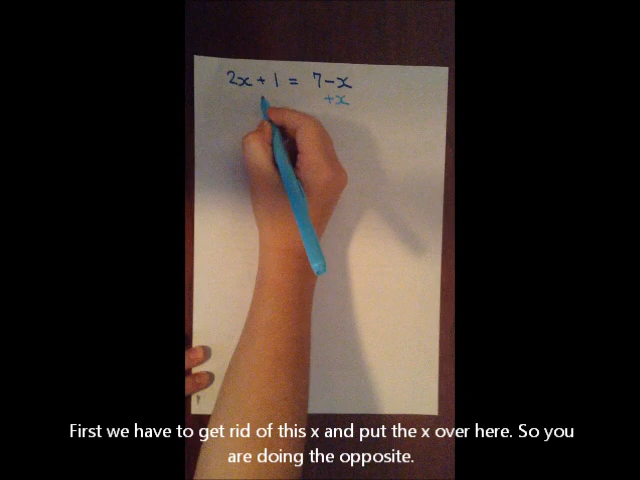 2x + 1 = 7 - x
+x
First we have to get rid of this x and put the x over here. So you
are doing the opposite.